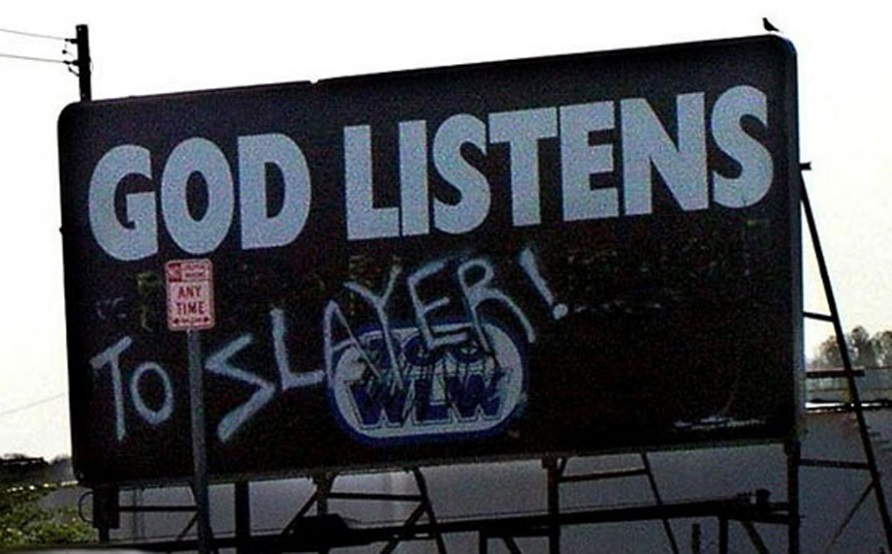 GOD LISTENS
TO SLAYER!
ANY
TIME
WLW